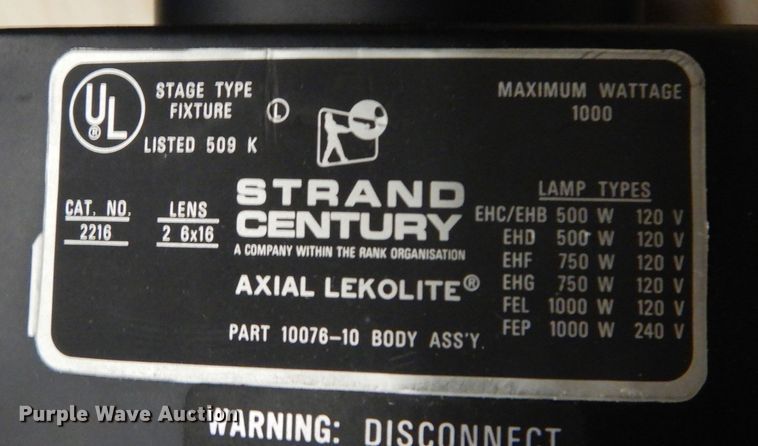 UL
®
STAGE TYPE
FIXTURE
LISTED 509 K
L
MAXIMUM WATTAGE
1000
STRAND
CENTURY
A COMPANY WITHIN THE RANK ORGANISATION
AXIAL LEKOLITE®
PART 10076-10 BODY ASS'Y.
CAT. NO. LENS
2216 2 6x16
LAMP TYPES
EHC/EHB 500 W 120 V
EHD 500 W 120 V
EHF 750 W 120 V
EHG 750 W 120 V
FEL 1000 W 120 V
FEP 1000 W 240 V
WARNING: DISCONNECT
Purple Wave Auction